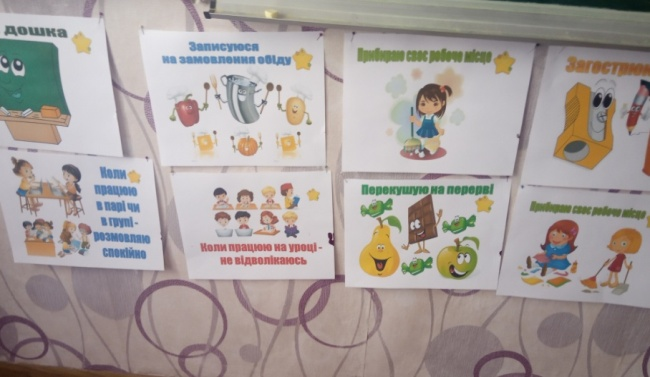 дошка
Записуюся
на замовлення обіду
Прибираю своє робоче місце
Загострюю
Коли
працюю
в парі чи
в групі -
розмовляю
спокійно
Коли працюю на уроці -
не відволікаюсь
Перекушую на перерві
Прибираю своє робоче місце